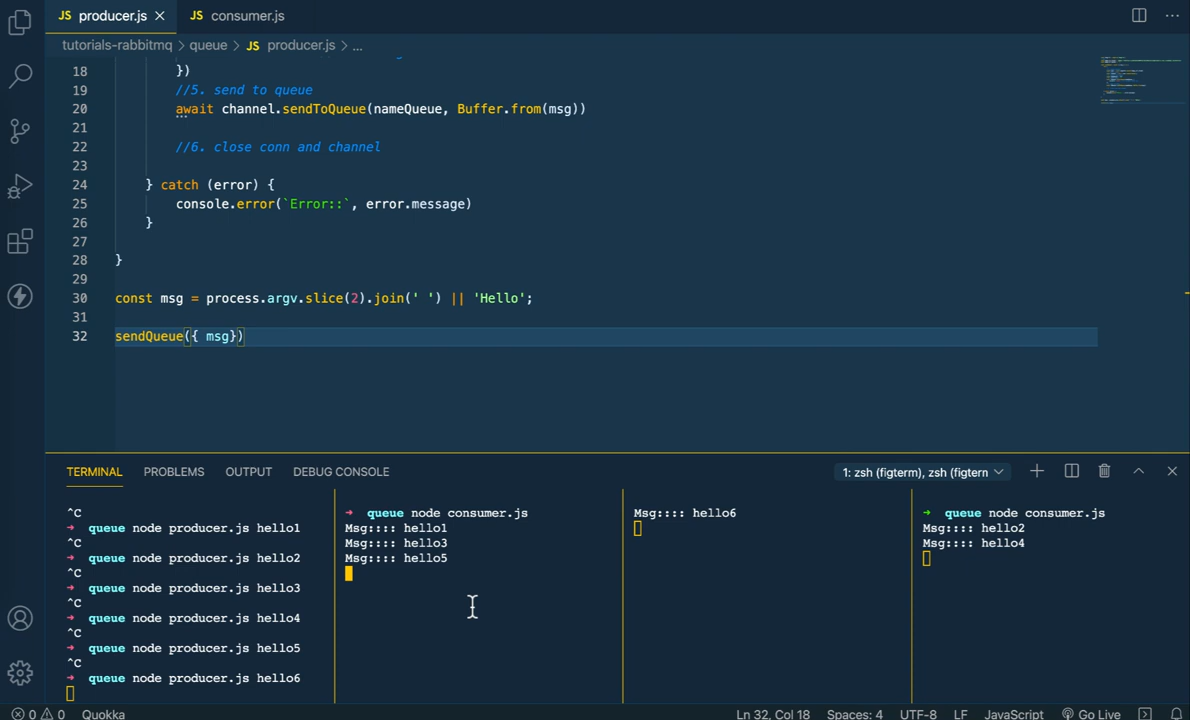 JS producer.js JS consumer.js
tutorials-rabbitmq > queue > JS producer.js > ...
18 })
19 //5. send to queue
20 await channel.sendToQueue(nameQueue, Buffer.from(msg))
21
22 //6. close conn and channel
23
24 } catch (error) {
25 console.error(`Error::`, error.message)
26 }
27
28 }
29
30 const msg = process.argv.slice(2).join(' ') || 'Hello';
31
32 sendQueue({ msg})
TERMINAL PROBLEMS OUTPUT DEBUG CONSOLE 1: zsh (figterm), zsh (figtern
^C
→ queue node producer.js hello1
^C
→ queue node producer.js hello2
^C
→ queue node producer.js hello3
^C
→ queue node producer.js hello4
^C
→ queue node producer.js hello5
^C
→ queue node producer.js hello6
→ queue node consumer.js
Msg:::: hello1
Msg:::: hello3
Msg:::: hello5
Msg:::: hello6
→ queue node consumer.js
Msg:::: hello2
Msg:::: hello4
0 0 Quokka Ln 32, Col 18 Spaces: 4 UTF-8 LF JavaScript Go Live